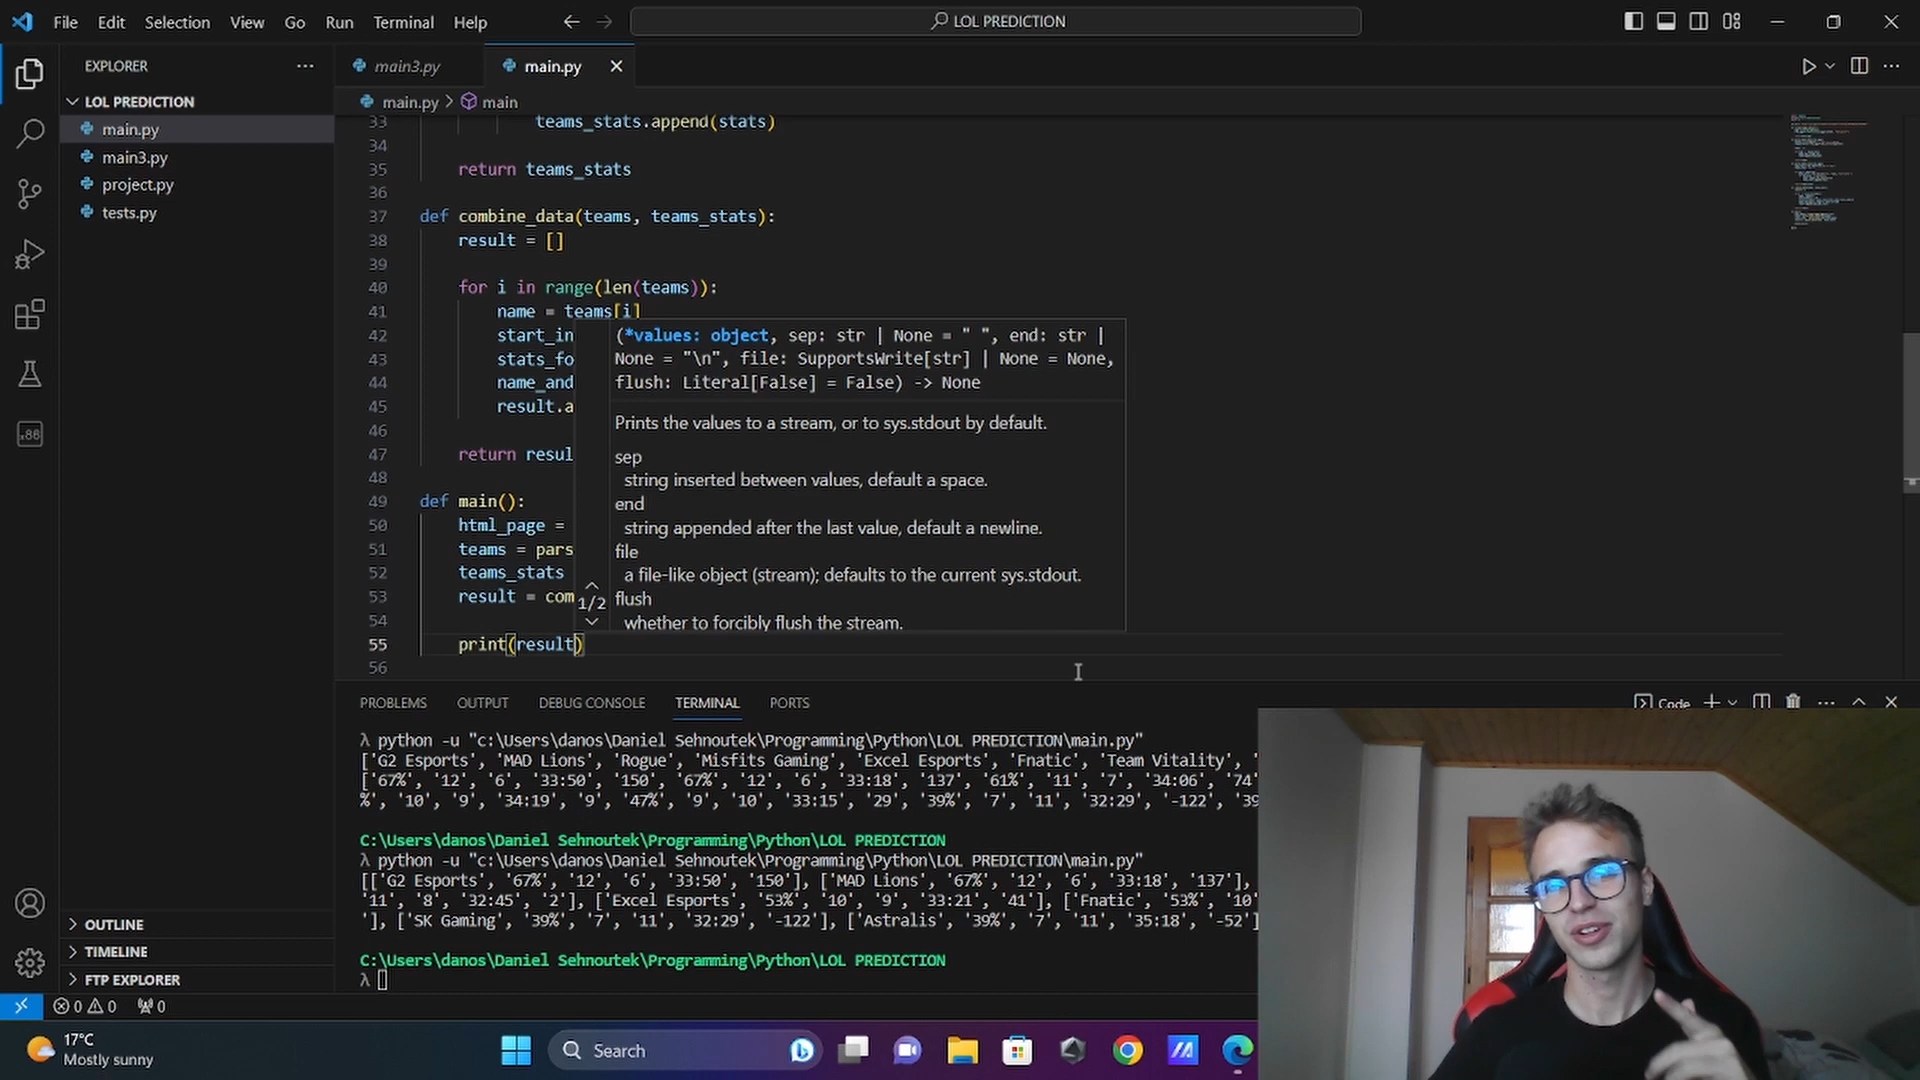 File Edit Selection View Go Run Terminal Help
LOL PREDICTION
EXPLORER
LOL PREDICTION
main.py
main3.py
project.py
tests.py
OUTLINE
TIMELINE
FTP EXPLORER
main3.py
main.py
main.py > main
33 teams_stats.append(stats)
34
35 return teams_stats
36
37 def combine_data(teams, teams_stats):
38 result = []
39
40 for i in range(len(teams)):
41 name = teams[i]
42 start_in
43 stats_fo
44 name_and
45 result.a
46
47 return resul
48
49 def main():
50 html_page =
51 teams = pars
52 teams_stats
53 result = com
54
55 print(result)
56
(*values: object, sep: str | None = " ", end: str |
None = "\n", file: SupportsWrite[str] | None = None,
flush: Literal[False] = False) -> None
Prints the values to a stream, or to sys.stdout by default.
sep
string inserted between values, default a space.
end
string appended after the last value, default a newline.
file
a file-like object (stream); defaults to the current sys.stdout.
flush
whether to forcibly flush the stream.
1/2
PROBLEMS OUTPUT DEBUG CONSOLE TERMINAL PORTS
Code
λ python -u "c:\Users\danos\Daniel Sehnoutek\Programming\Python\LOL PREDICTION\main.py"
['G2 Esports', 'MAD Lions', 'Rogue', 'Misfits Gaming', 'Excel Esports', 'Fnatic', 'Team Vitality', '
['67%', '12', '6', '33:50', '150', '67%', '12', '6', '33:18', '137', '61%', '11', '7', '34:06', '74'
%', '10', '9', '34:19', '9', '47%', '9', '10', '33:15', '29', '39%', '7', '11', '32:29', '-122', '39
C:\Users\danos\Daniel Sehnoutek\Programming\Python\LOL PREDICTION
λ python -u "c:\Users\danos\Daniel Sehnoutek\Programming\Python\LOL PREDICTION\main.py"
[['G2 Esports', '67%', '12', '6', '33:50', '150'], ['MAD Lions', '67%', '12', '6', '33:18', '137'],
'11', '8', '32:45', '2'], ['Excel Esports', '53%', '10', '9', '33:21', '41'], ['Fnatic', '53%', '10'
'], ['SK Gaming', '39%', '7', '11', '32:29', '-122'], ['Astralis', '39%', '7', '11', '35:18', '-52']
C:\Users\danos\Daniel Sehnoutek\Programming\Python\LOL PREDICTION
λ
0 0 0
17°C
Mostly sunny
Search